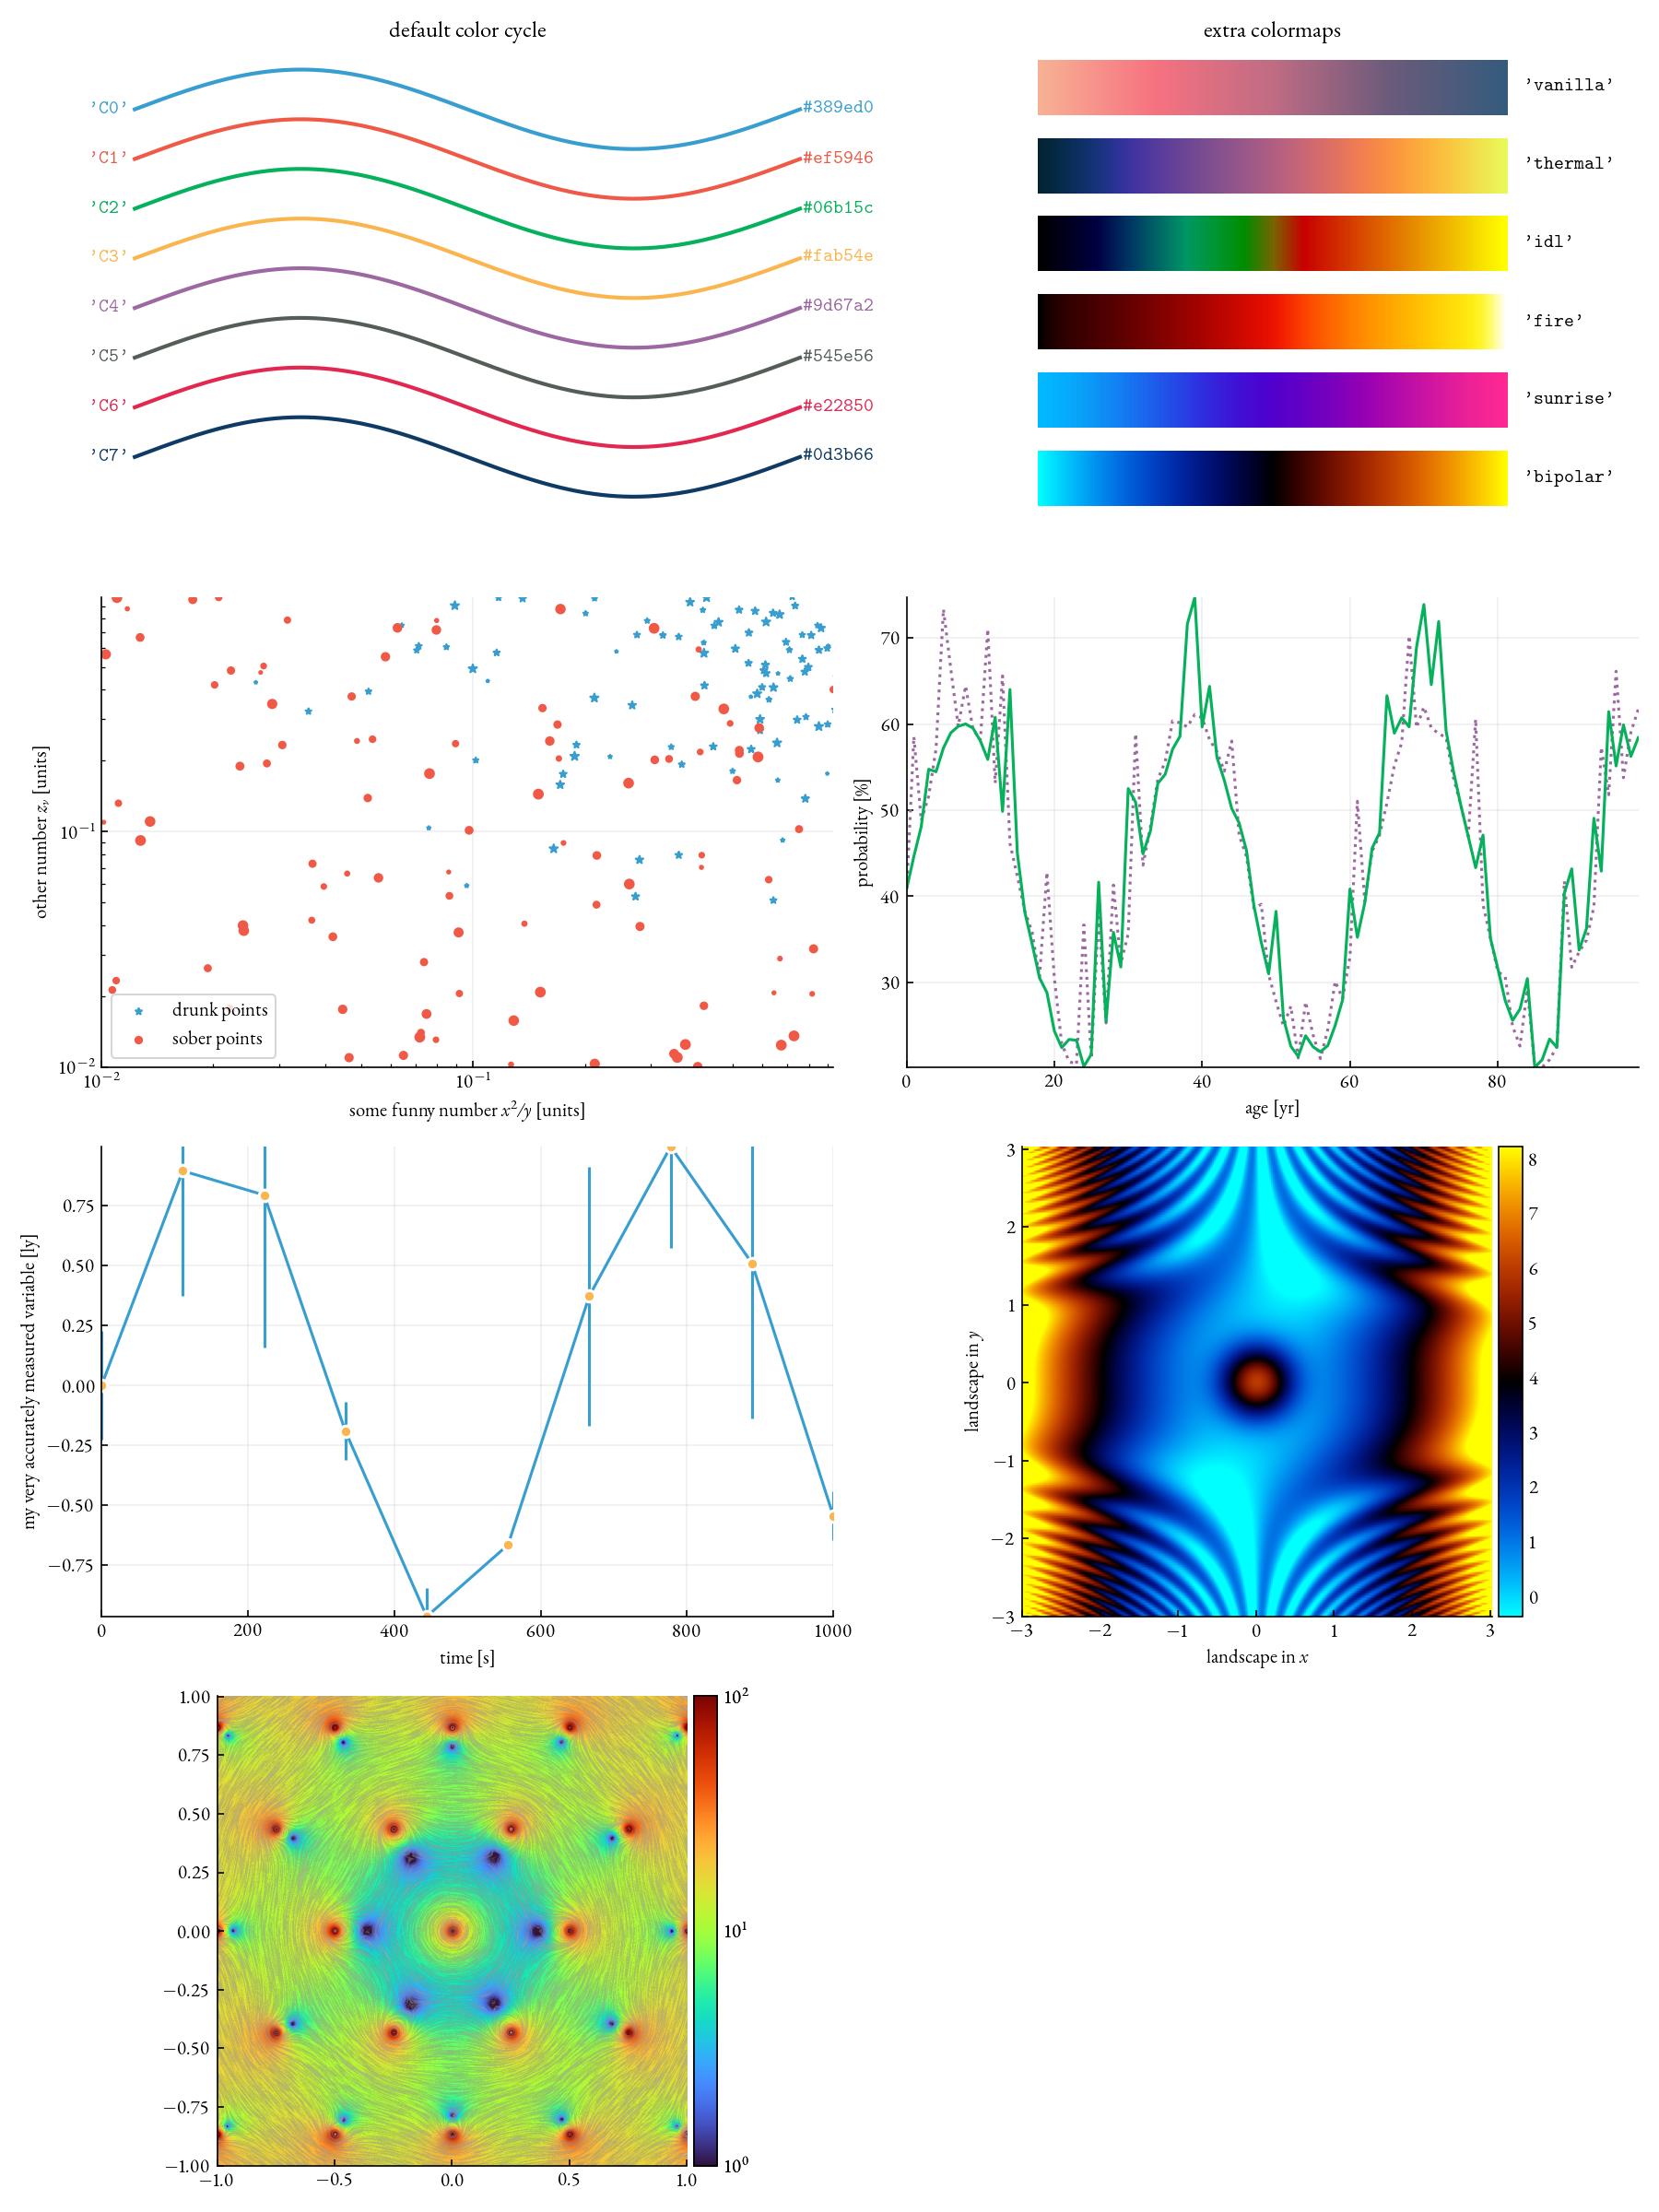 default color cycle
'C0' #389ed0
'C1' #ef5946
'C2' #06b15c
'C3' #fab54e
'C4' #9d67a2
'C5' #545e56
'C6' #e22850
'C7' #0d3b66
extra colormaps
'vanilla'
'thermal'
'idl'
'fire'
'sunrise'
'bipolar'
other number zν [units]
10⁻¹
10⁻²
drunk points
sober points
10⁻² 10⁻¹
some funny number x²/y [units]
probability [%]
70
60
50
40
30
0 20 40 60 80
age [yr]
my very accurately measured variable [ly]
0.75
0.50
0.25
0.00
−0.25
−0.50
−0.75
0 200 400 600 800 1000
time [s]
landscape in y
3
2
1
0
−1
−2
−3
−3 −2 −1 0 1 2 3
landscape in x
8
7
6
5
4
3
2
1
0
1.00
0.75
0.50
0.25
0.00
−0.25
−0.50
−0.75
−1.00
−1.0 −0.5 0.0 0.5 1.0
10²
10¹
10⁰